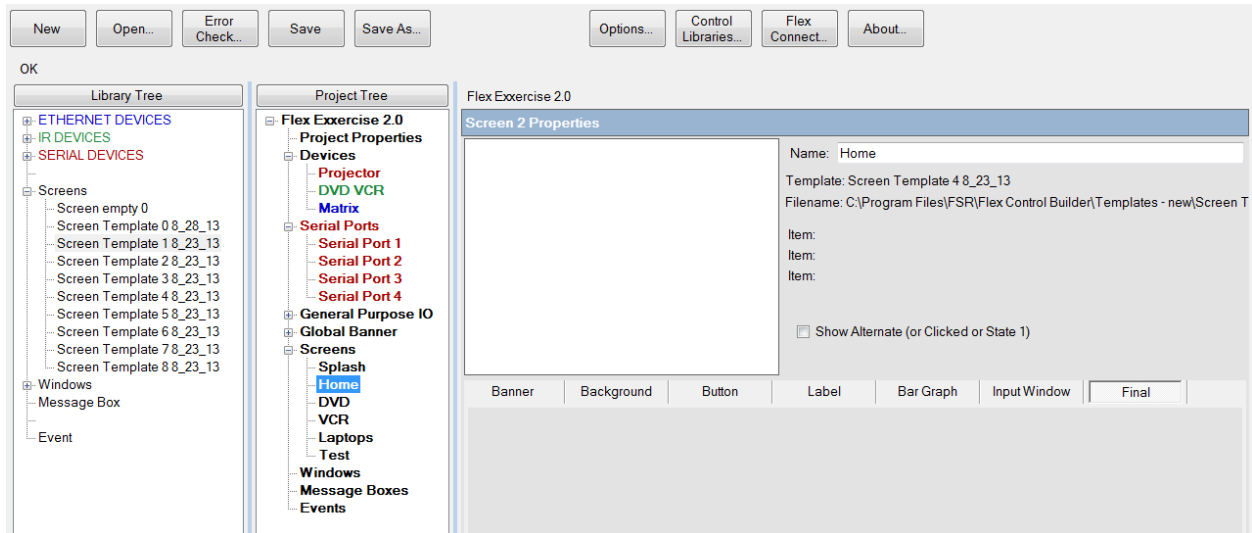 New
Open...
Error
Check...
Save
Save As...
Options...
Control
Libraries...
Flex
Connect...
About...
OK
Library Tree
ETHERNET DEVICES
IR DEVICES
SERIAL DEVICES
Screens
Screen empty 0
Screen Template 0 8_28_13
Screen Template 1 8_23_13
Screen Template 2 8_23_13
Screen Template 3 8_23_13
Screen Template 4 8_23_13
Screen Template 5 8_23_13
Screen Template 6 8_23_13
Screen Template 7 8_23_13
Screen Template 8 8_23_13
Windows
Message Box
Event
Project Tree
Flex Exxercise 2.0
Project Properties
Devices
Projector
DVD VCR
Matrix
Serial Ports
Serial Port 1
Serial Port 2
Serial Port 3
Serial Port 4
General Purpose IO
Global Banner
Screens
Splash
Home
DVD
VCR
Laptops
Test
Windows
Message Boxes
Events
Flex Exxercise 2.0
Screen 2 Properties
Name: Home
Template: Screen Template 4 8_23_13
Filename: C:\Program Files\FSR\Flex Control Builder\Templates - new\Screen T
Item:
Item:
Item:
Show Alternate (or Clicked or State 1)
Banner
Background
Button
Label
Bar Graph
Input Window
Final